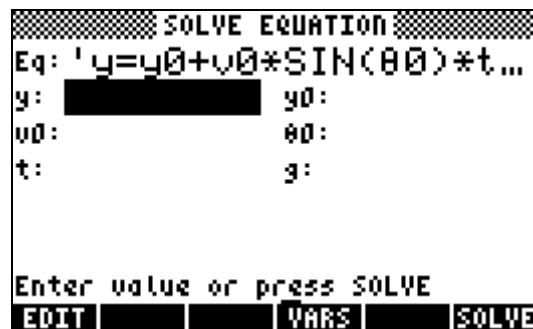 SOLVE EQUATION
Eq: 'y=y0+v0*SIN(θ0)*t…
y: y0:
v0: θ0:
t: g:
Enter value or press SOLVE
EDIT VARS SOLVE